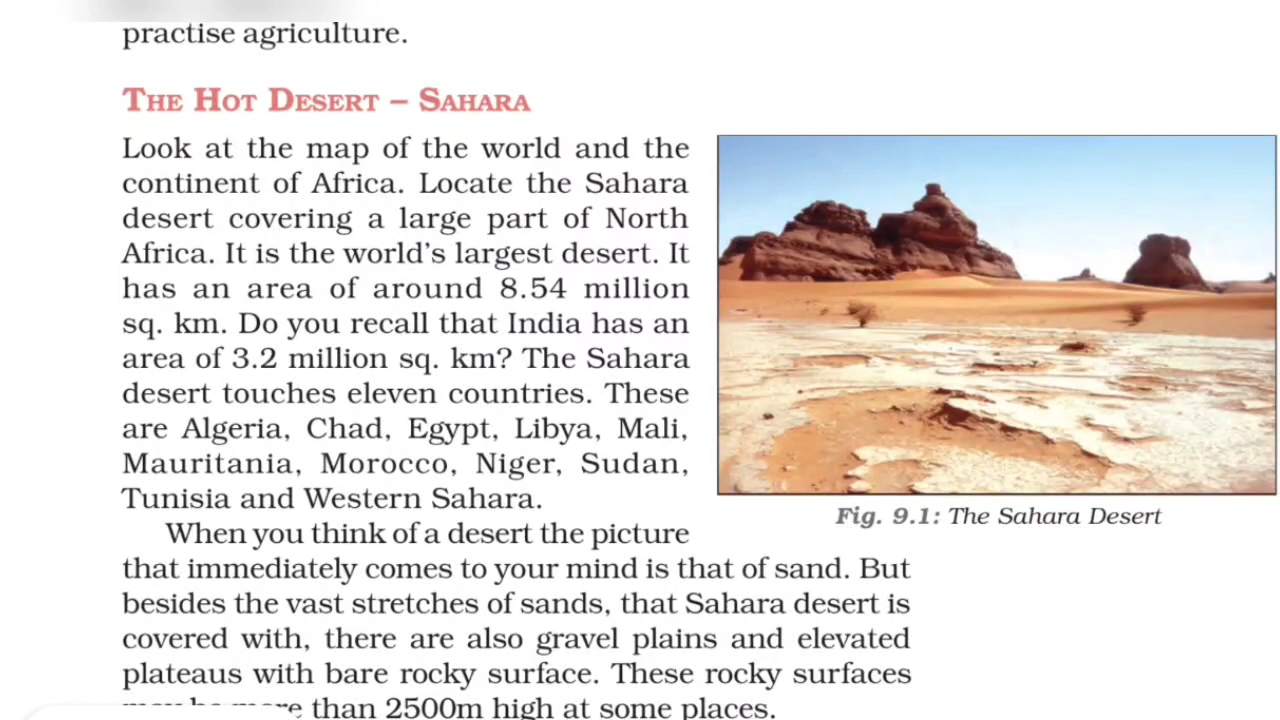 practise agriculture.
The Hot Desert – Sahara
Look at the map of the world and the
continent of Africa. Locate the Sahara
desert covering a large part of North
Africa. It is the world's largest desert. It
has an area of around 8.54 million
sq. km. Do you recall that India has an
area of 3.2 million sq. km? The Sahara
desert touches eleven countries. These
are Algeria, Chad, Egypt, Libya, Mali,
Mauritania, Morocco, Niger, Sudan,
Tunisia and Western Sahara.
Fig. 9.1: The Sahara Desert
When you think of a desert the picture
that immediately comes to your mind is that of sand. But
besides the vast stretches of sands, that Sahara desert is
covered with, there are also gravel plains and elevated
plateaus with bare rocky surface. These rocky surfaces
may be more than 2500m high at some places.